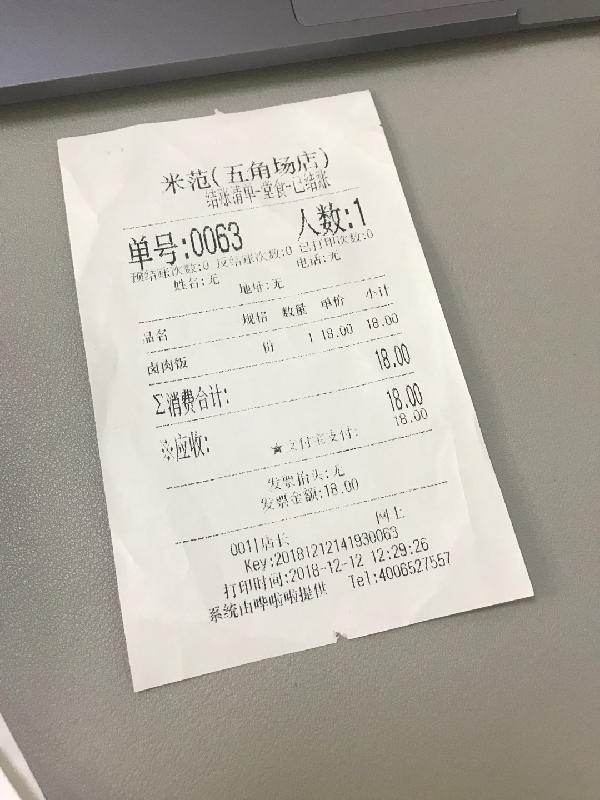 米范(五角场店)
结账清单-堂食-已结账
单号:0063 人数:1
预结账次数:0 反结账次数:0 已打印次数:0
姓名:无 地址:无 电话:无
品名 规格 数量 单价 小计
卤肉饭 份 1 18.00 18.00
Σ消费合计: 18.00
※应收: 18.00
★支付宝支付: 18.00
发票抬头:无
发票金额:18.00
001|店长 网上
Key:20181212141930063
打印时间:2018-12-12 12:29:26
系统由哗啦啦提供 Tel:4006527557